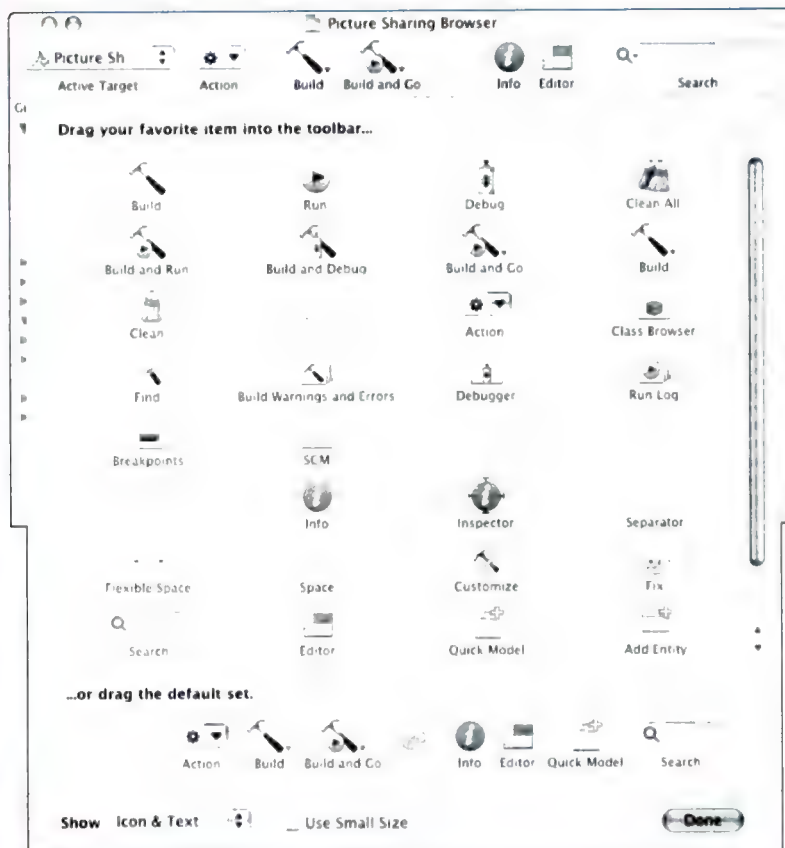 Picture Sharing Browser
Picture Sh
Active Target Action Build Build and Go Info Editor Search
Drag your favorite item into the toolbar...
Build Run Debug Clean All
Build and Run Build and Debug Build and Go Build
Clean Action Class Browser
Find Build Warnings and Errors Debugger Run Log
Breakpoints SCM
Info Inspector Separator
Flexible Space Space Customize Fix
Search Editor Quick Model Add Entity
...or drag the default set.
Action Build Build and Go Info Editor Quick Model Search
Show Icon & Text Use Small Size Done